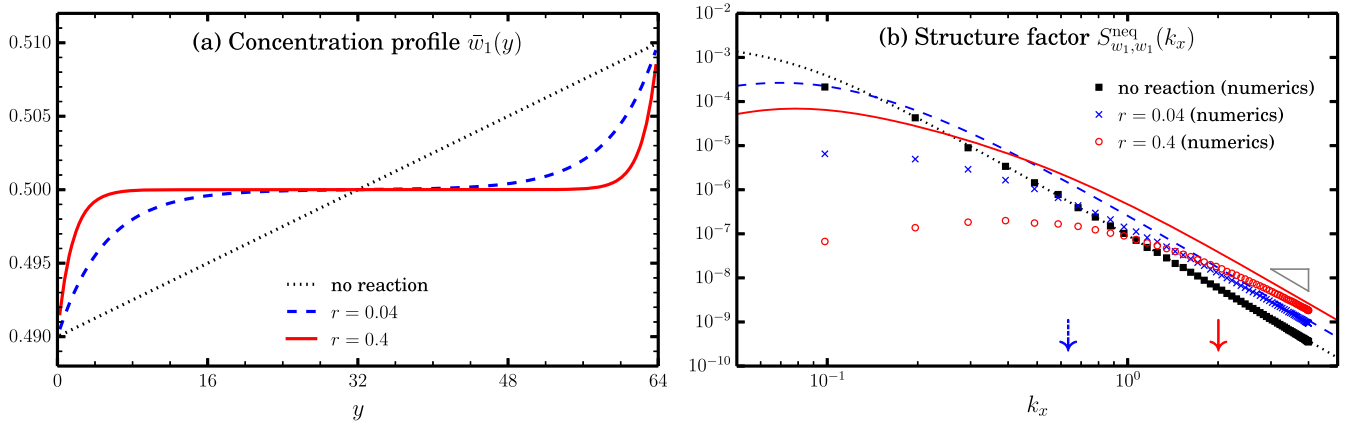 (a) Concentration profile w̄₁(y)
0.510
0.505
0.500
0.495
0.490
no reaction
r = 0.04
r = 0.4
0 16 32 48 64
y
(b) Structure factor S^{neq}_{w₁,w₁}(kₓ)
10⁻²
10⁻³
10⁻⁴
10⁻⁵
10⁻⁶
10⁻⁷
10⁻⁸
10⁻⁹
10⁻¹⁰
no reaction (numerics)
r = 0.04 (numerics)
r = 0.4 (numerics)
10⁻¹ 10⁰
kₓ